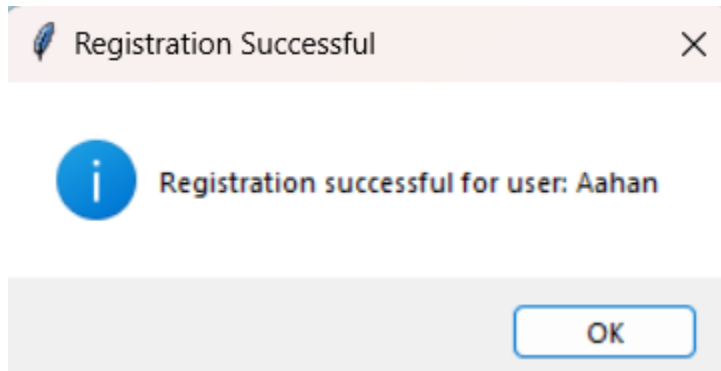 Registration Successful
Registration successful for user: Aahan
OK